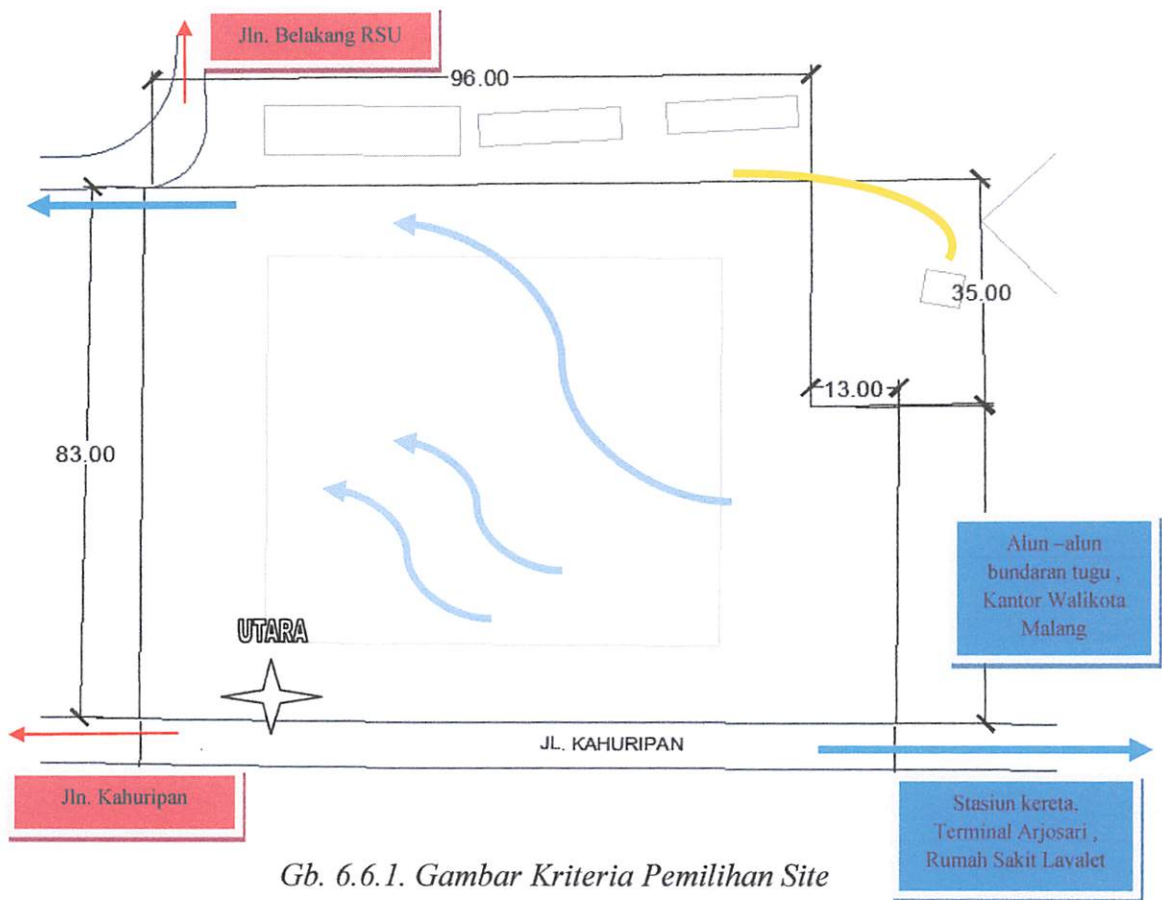 Jln. Belakang RSU
96.00
35.00
13.00
83.00
Alun –alun
bundaran tugu ,
Kantor Walikota
Malang
UTARA
JL. KAHURIPAN
Jln. Kahuripan
Stasiun kereta.
Terminal Arjosari ,
Rumah Sakit Lavalet
Gb. 6.6.1. Gambar Kriteria Pemilihan Site